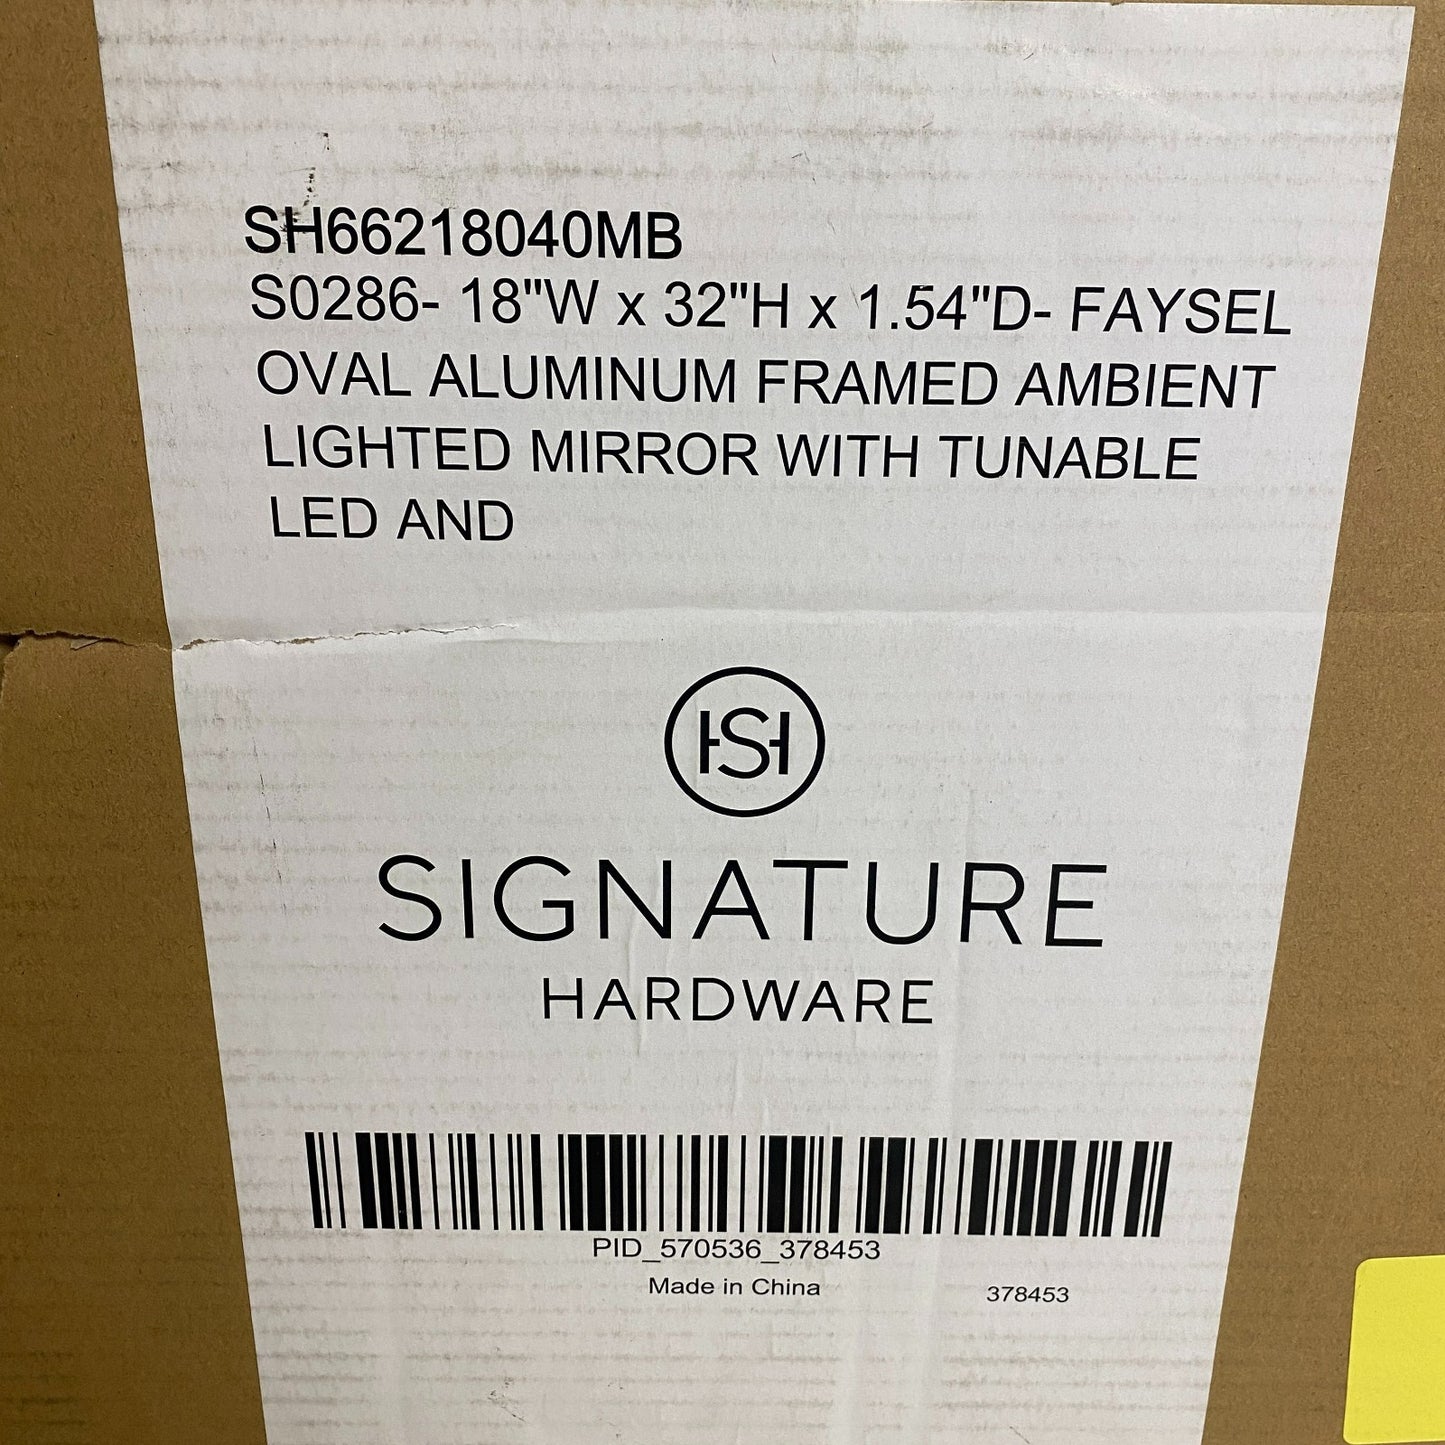 SH66218040MB
S0286- 18"W x 32"H x 1.54"D- FAYSEL
OVAL ALUMINUM FRAMED AMBIENT
LIGHTED MIRROR WITH TUNABLE
LED AND
HSH
SIGNATURE
HARDWARE
PID_570536_378453
Made in China
378453